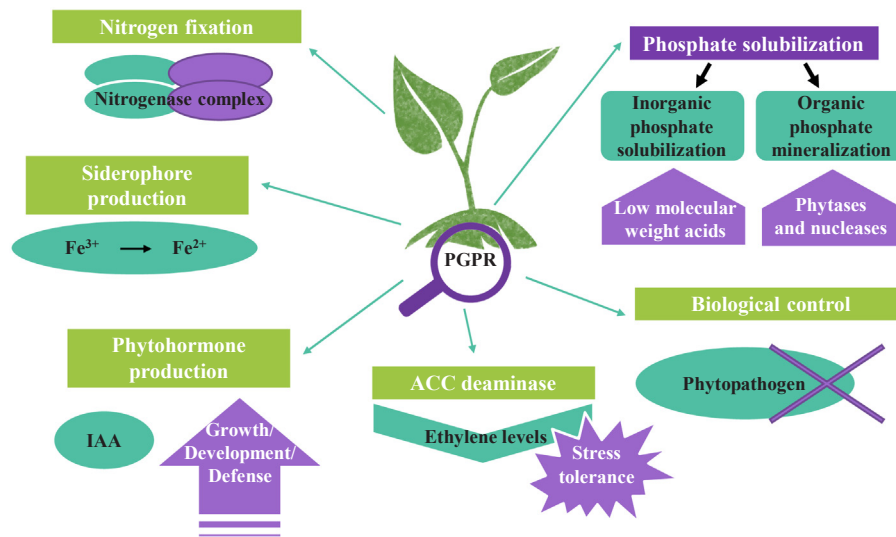 Nitrogen fixation
Nitrogenase complex
Siderophore
production
Fe³⁺ → Fe²⁺
Phytohormone
production
IAA
Growth/
Development/
Defense
PGPR
ACC deaminase
Ethylene levels
Stress
tolerance
Phosphate solubilization
Inorganic
phosphate
solubilization
Organic
phosphate
mineralization
Low molecular
weight acids
Phytases
and nucleases
Biological control
Phytopathogen